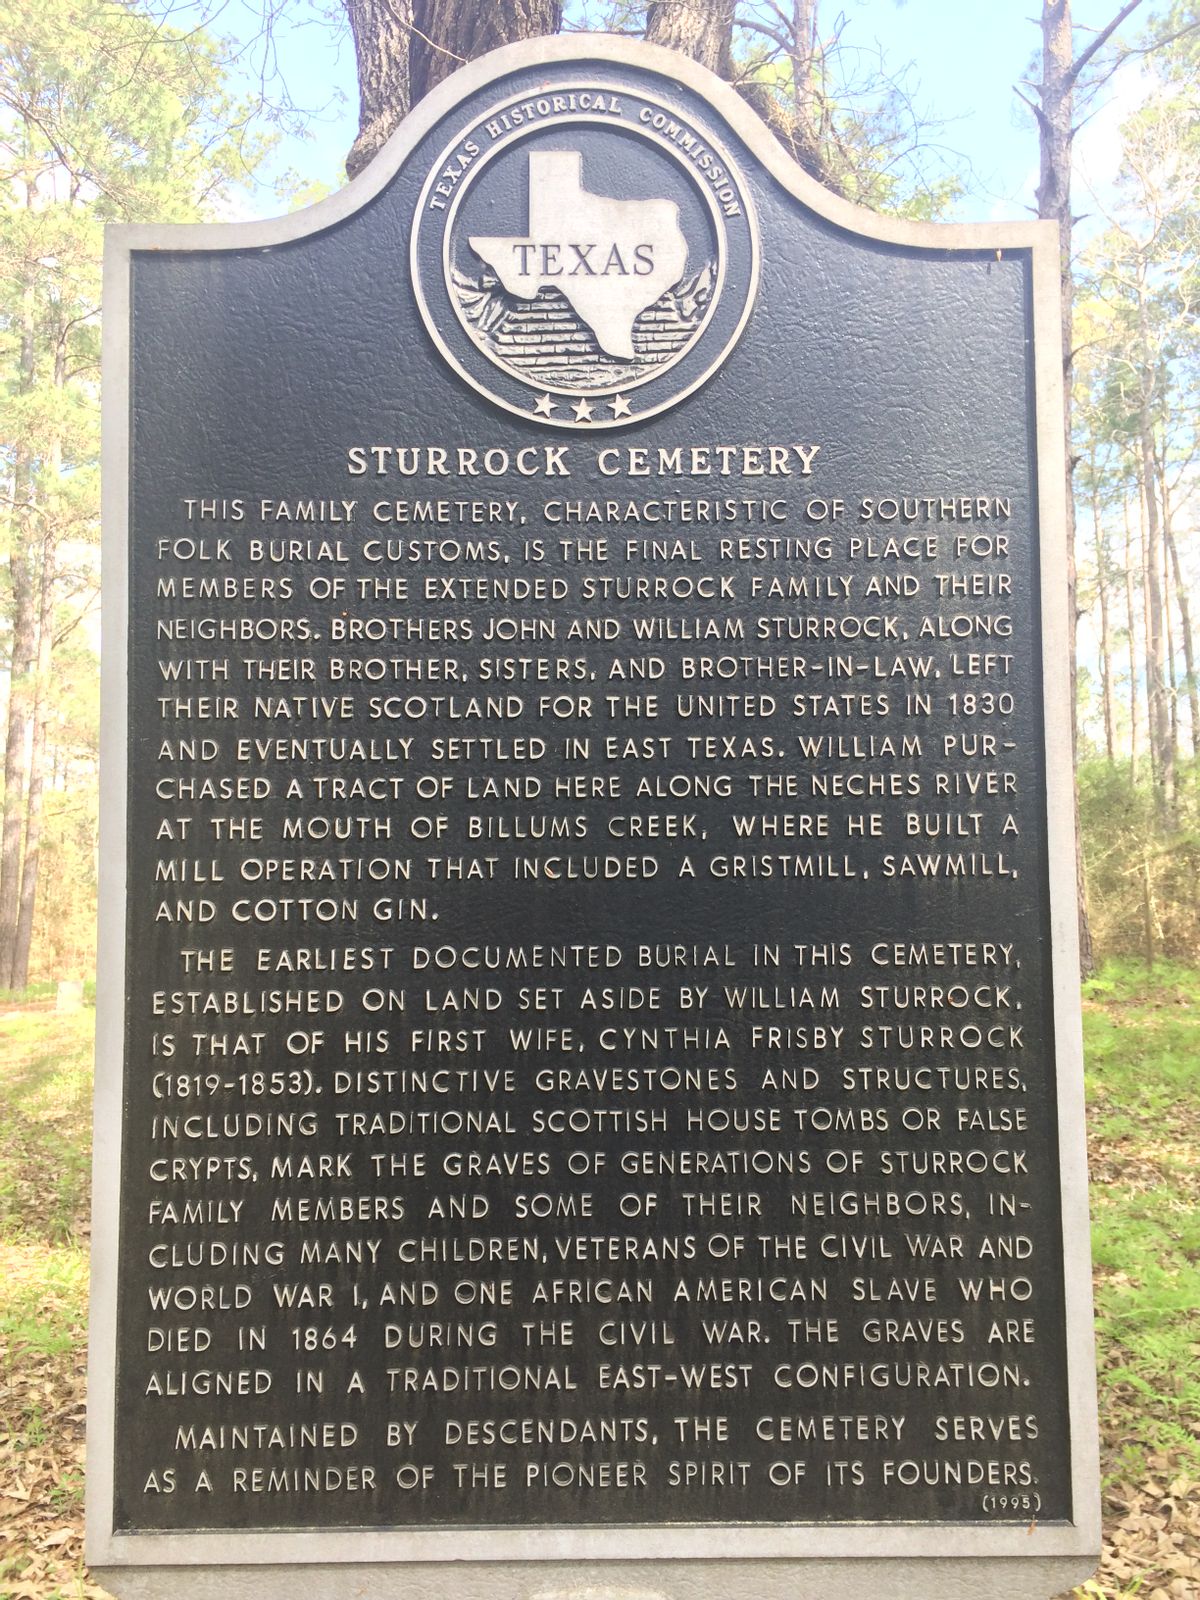 TEXAS HISTORICAL COMMISSION
TEXAS
STURROCK CEMETERY
THIS FAMILY CEMETERY, CHARACTERISTIC OF SOUTHERN
FOLK BURIAL CUSTOMS, IS THE FINAL RESTING PLACE FOR
MEMBERS OF THE EXTENDED STURROCK FAMILY AND THEIR
NEIGHBORS. BROTHERS JOHN AND WILLIAM STURROCK, ALONG
WITH THEIR BROTHER, SISTERS, AND BROTHER-IN-LAW, LEFT
THEIR NATIVE SCOTLAND FOR THE UNITED STATES IN 1830
AND EVENTUALLY SETTLED IN EAST TEXAS. WILLIAM PUR-
CHASED A TRACT OF LAND HERE ALONG THE NECHES RIVER
AT THE MOUTH OF BILLUMS CREEK, WHERE HE BUILT A
MILL OPERATION THAT INCLUDED A GRISTMILL, SAWMILL,
AND COTTON GIN.
THE EARLIEST DOCUMENTED BURIAL IN THIS CEMETERY,
ESTABLISHED ON LAND SET ASIDE BY WILLIAM STURROCK,
IS THAT OF HIS FIRST WIFE, CYNTHIA FRISBY STURROCK
(1819-1853). DISTINCTIVE GRAVESTONES AND STRUCTURES,
INCLUDING TRADITIONAL SCOTTISH HOUSE TOMBS OR FALSE
CRYPTS, MARK THE GRAVES OF GENERATIONS OF STURROCK
FAMILY MEMBERS AND SOME OF THEIR NEIGHBORS, IN-
CLUDING MANY CHILDREN, VETERANS OF THE CIVIL WAR AND
WORLD WAR I, AND ONE AFRICAN AMERICAN SLAVE WHO
DIED IN 1864 DURING THE CIVIL WAR. THE GRAVES ARE
ALIGNED IN A TRADITIONAL EAST-WEST CONFIGURATION.
MAINTAINED BY DESCENDANTS, THE CEMETERY SERVES
AS A REMINDER OF THE PIONEER SPIRIT OF ITS FOUNDERS.
(1995)